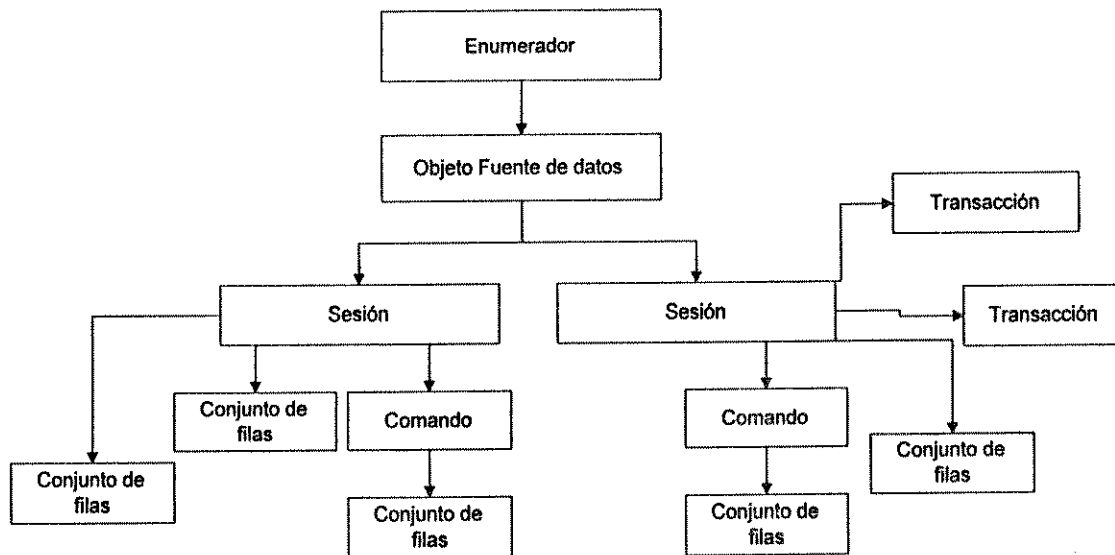 Enumerador
Objeto Fuente de datos
Transacción
Sesión
Sesión
Transacción
Conjunto de
filas
Comando
Comando
Conjunto de
filas
Conjunto de
filas
Conjunto de
filas
Conjunto de
filas